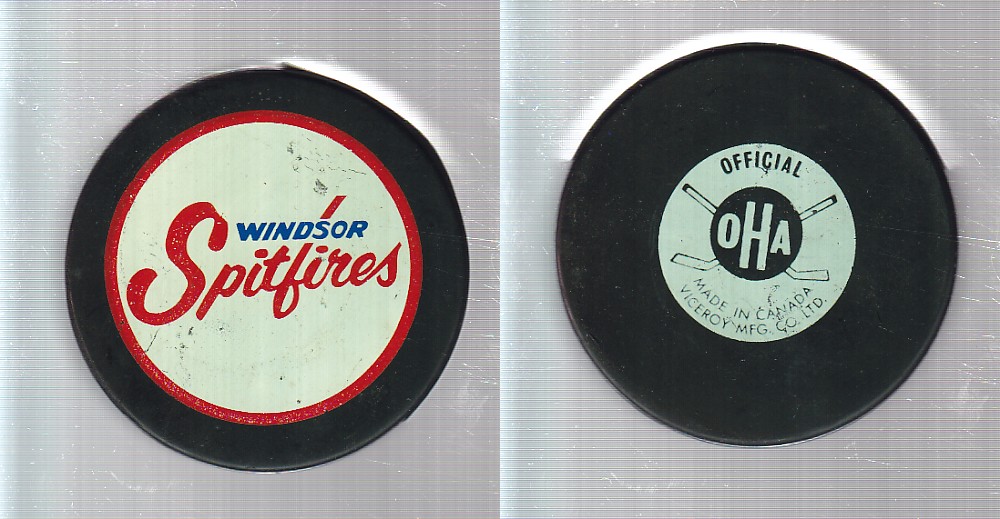 WINDSOR
Spitfires
OFFICIAL
OHA
MADE IN CANADA
VICEROY MFG. CO. LTD.